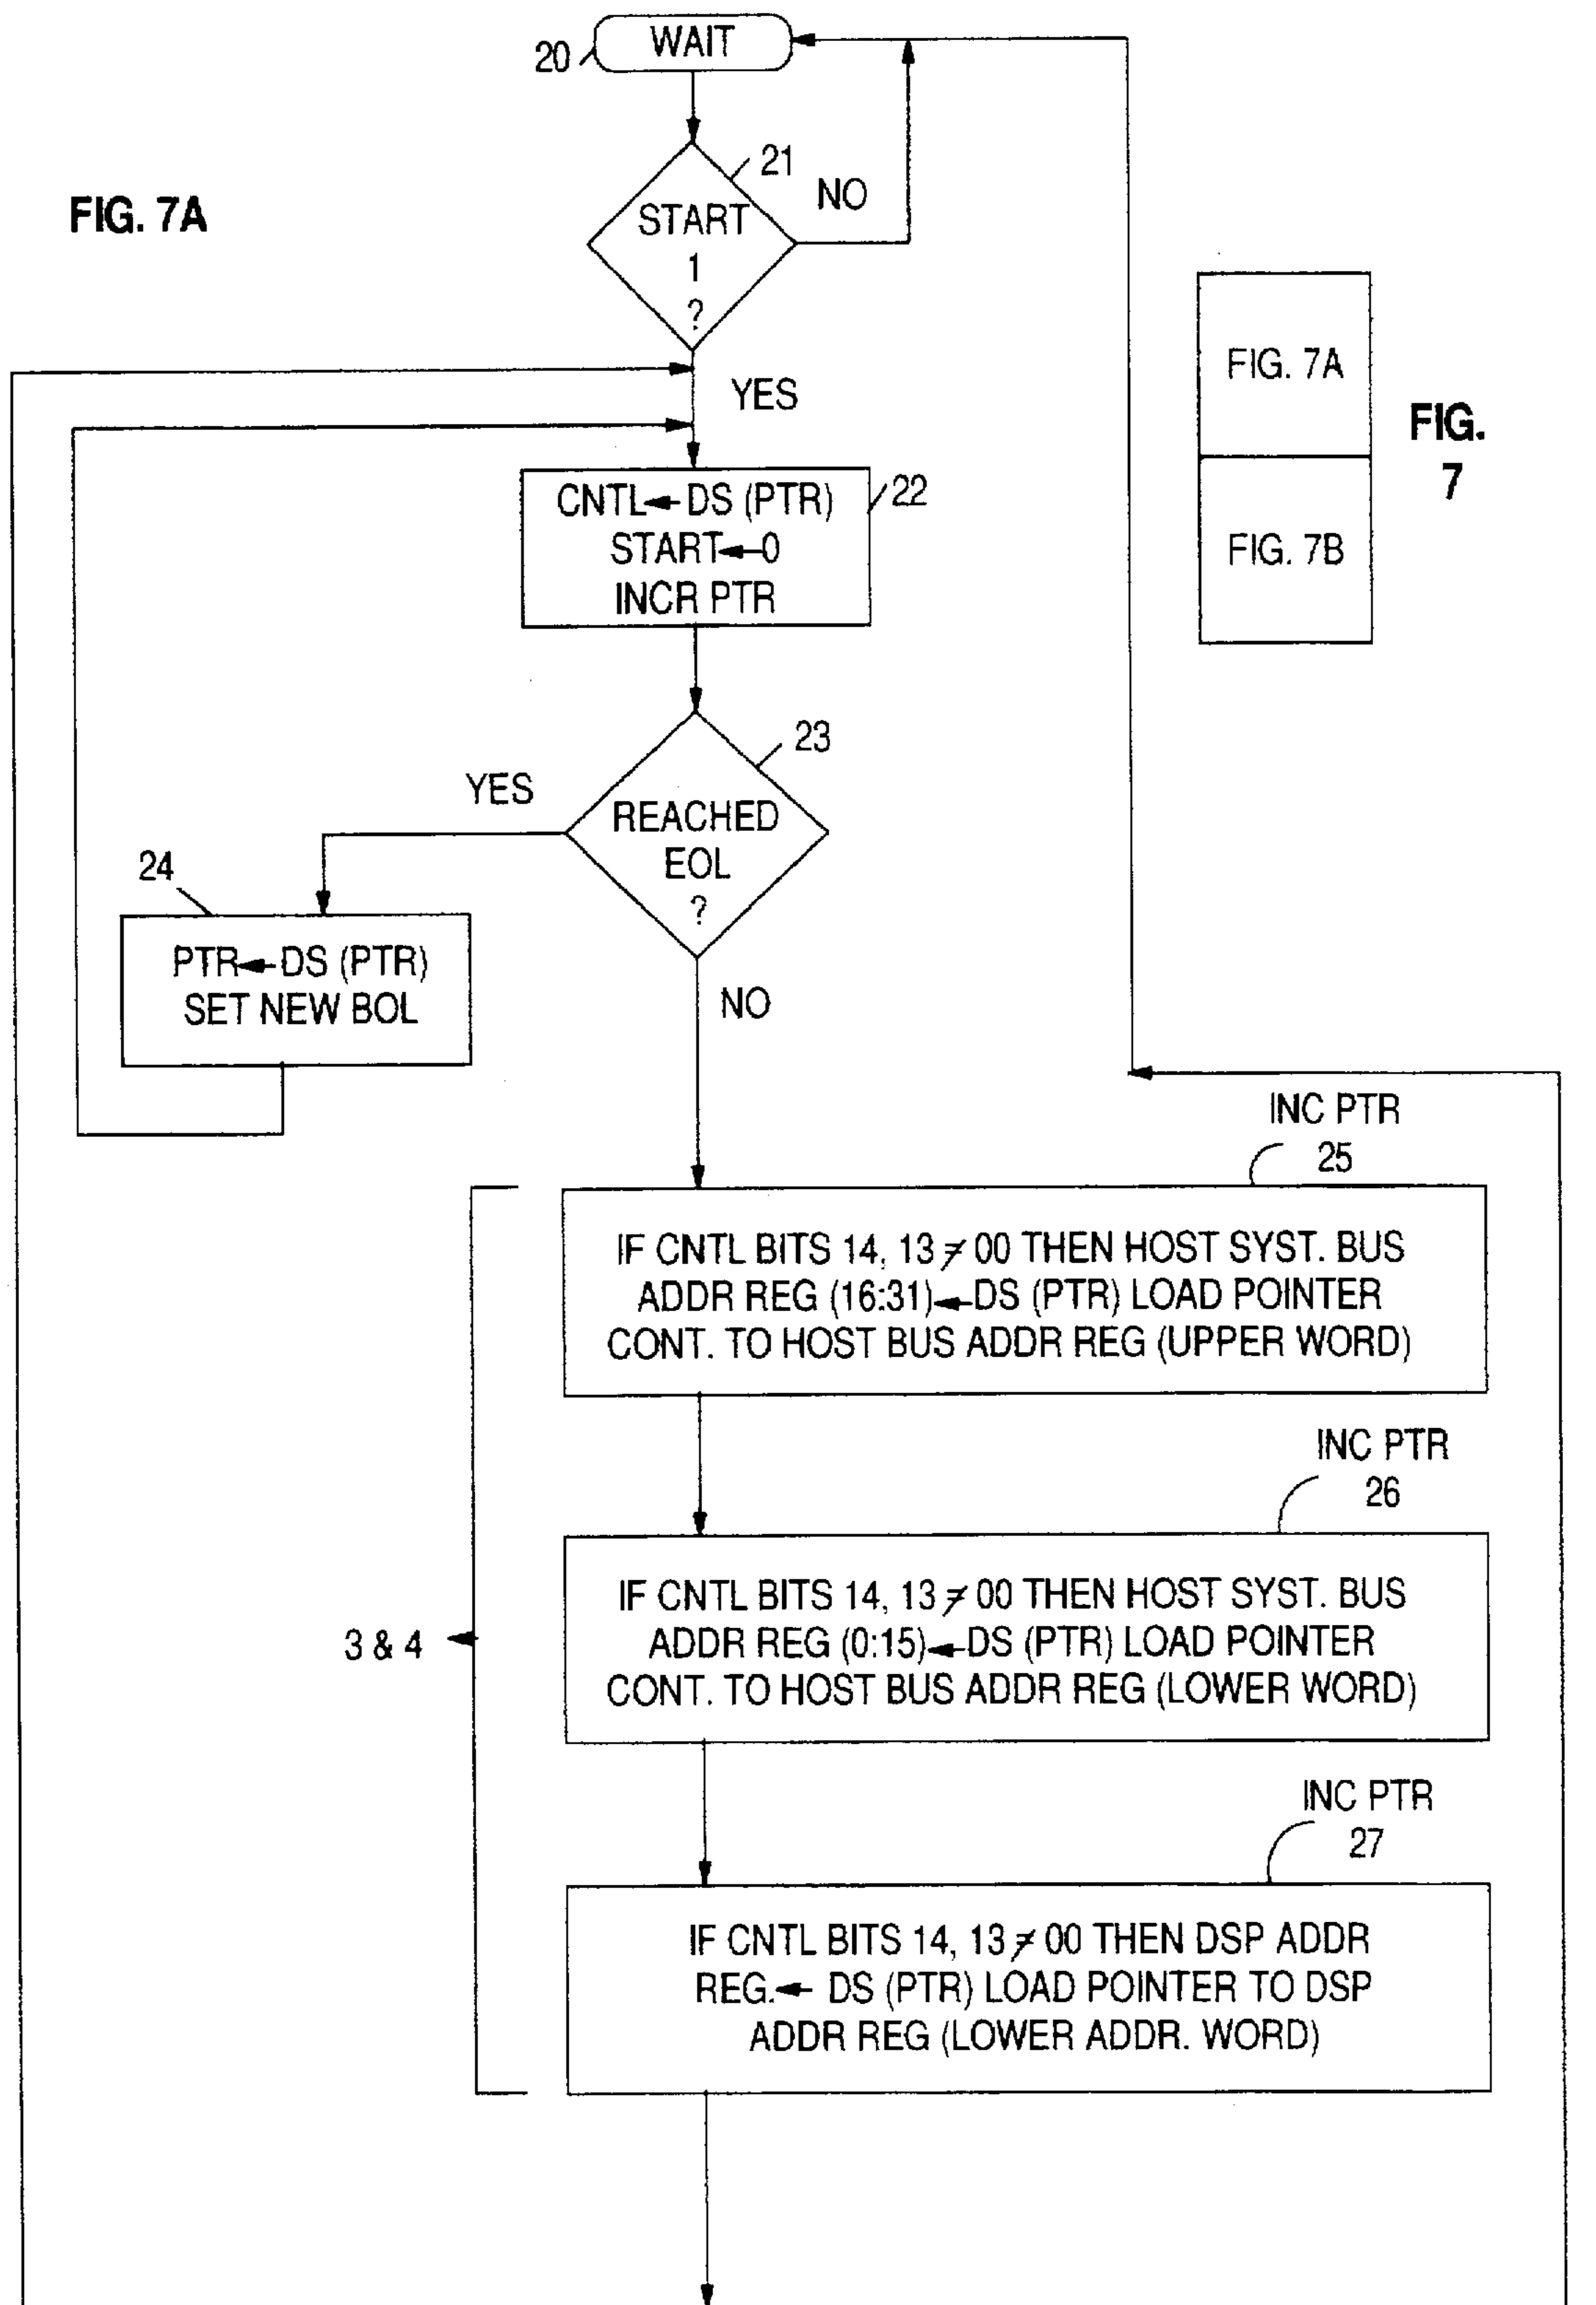 WAIT
20
21
FIG. 7A
START
1
?
NO
YES
FIG. 7A
FIG. 7B
FIG.
7
CNTL←DS (PTR)
START←0
INCR PTR
22
23
YES
REACHED
EOL
?
24
PTR←DS (PTR)
SET NEW BOL
NO
INC PTR
25
IF CNTL BITS 14, 13 ≠ 00 THEN HOST SYST. BUS
ADDR REG (16:31)←DS (PTR) LOAD POINTER
CONT. TO HOST BUS ADDR REG (UPPER WORD)
INC PTR
26
IF CNTL BITS 14, 13 ≠ 00 THEN HOST SYST. BUS
ADDR REG (0:15)←DS (PTR) LOAD POINTER
CONT. TO HOST BUS ADDR REG (LOWER WORD)
3 & 4
INC PTR
27
IF CNTL BITS 14, 13 ≠ 00 THEN DSP ADDR
REG.← DS (PTR) LOAD POINTER TO DSP
ADDR REG (LOWER ADDR. WORD)